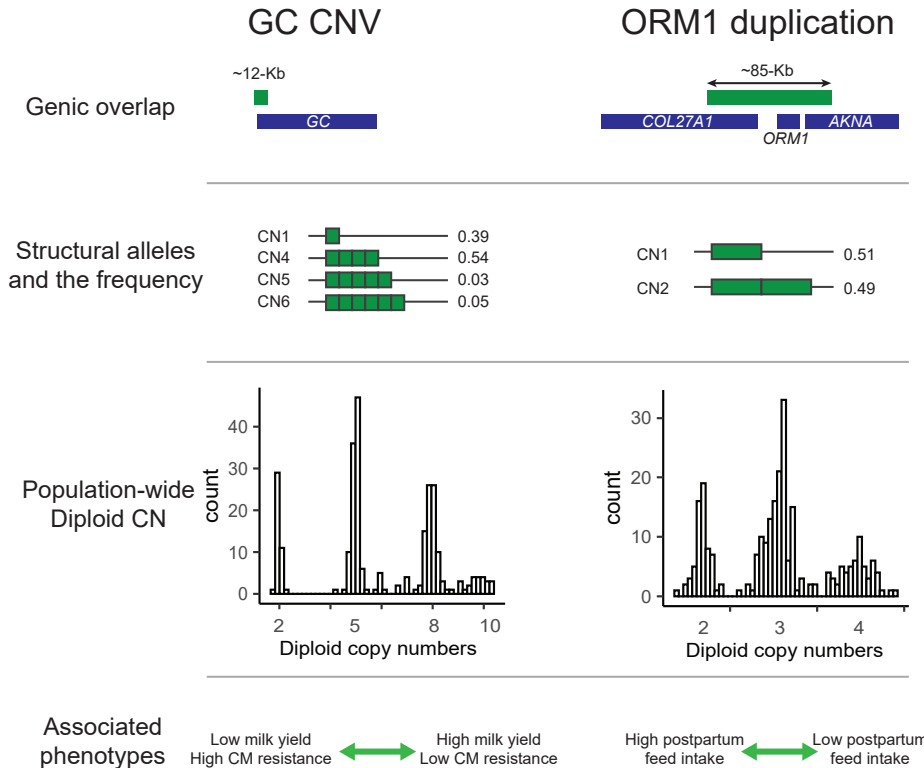 GC CNV
ORM1 duplication
Genic overlap
~12-Kb
GC
~85-Kb
COL27A1
ORM1
AKNA
Structural alleles
and the frequency
CN1 0.39
CN4 0.54
CN5 0.03
CN6 0.05
CN1 0.51
CN2 0.49
Population-wide
Diploid CN
count
40
30
20
10
0
2 5 8 10
Diploid copy numbers
count
30
20
10
0
2 3 4
Diploid copy numbers
Associated
phenotypes
Low milk yield
High CM resistance
High milk yield
Low CM resistance
High postpartum
feed intake
Low postpartum
feed intake